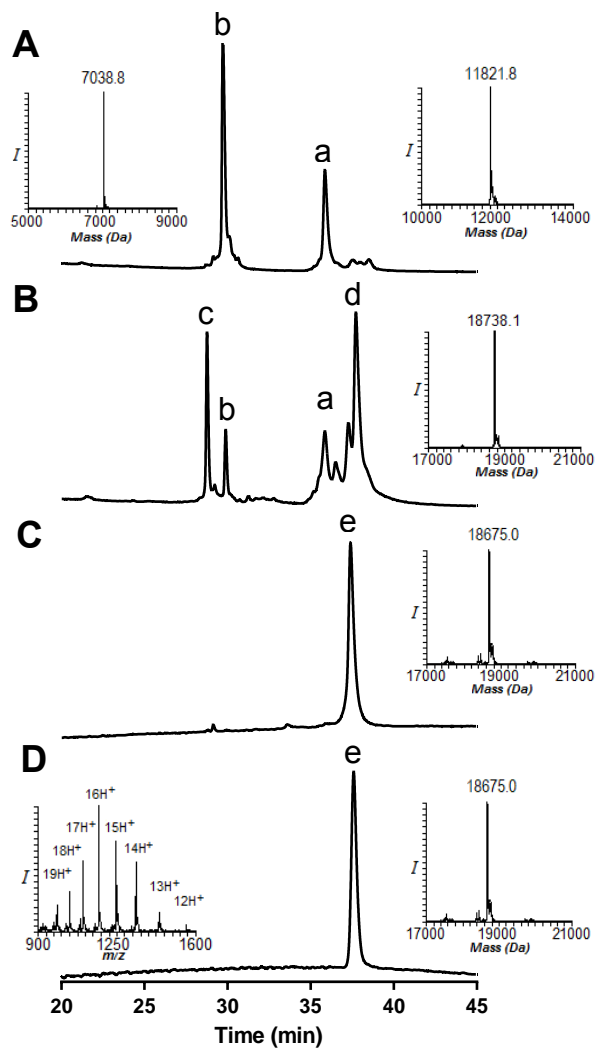 A
b
7038.8
I
5000 7000 9000
Mass (Da)
a
11821.8
I
10000 12000 14000
Mass (Da)
B
c
b
a
d
18738.1
I
17000 19000 21000
Mass (Da)
C
e
18675.0
I
17000 19000 21000
Mass (Da)
D
16H+
17H+
15H+
18H+
14H+
19H+
13H+
12H+
I
900 1250 1600
m/z
e
18675.0
I
17000 19000 21000
Mass (Da)
20 25 30 35 40 45
Time (min)